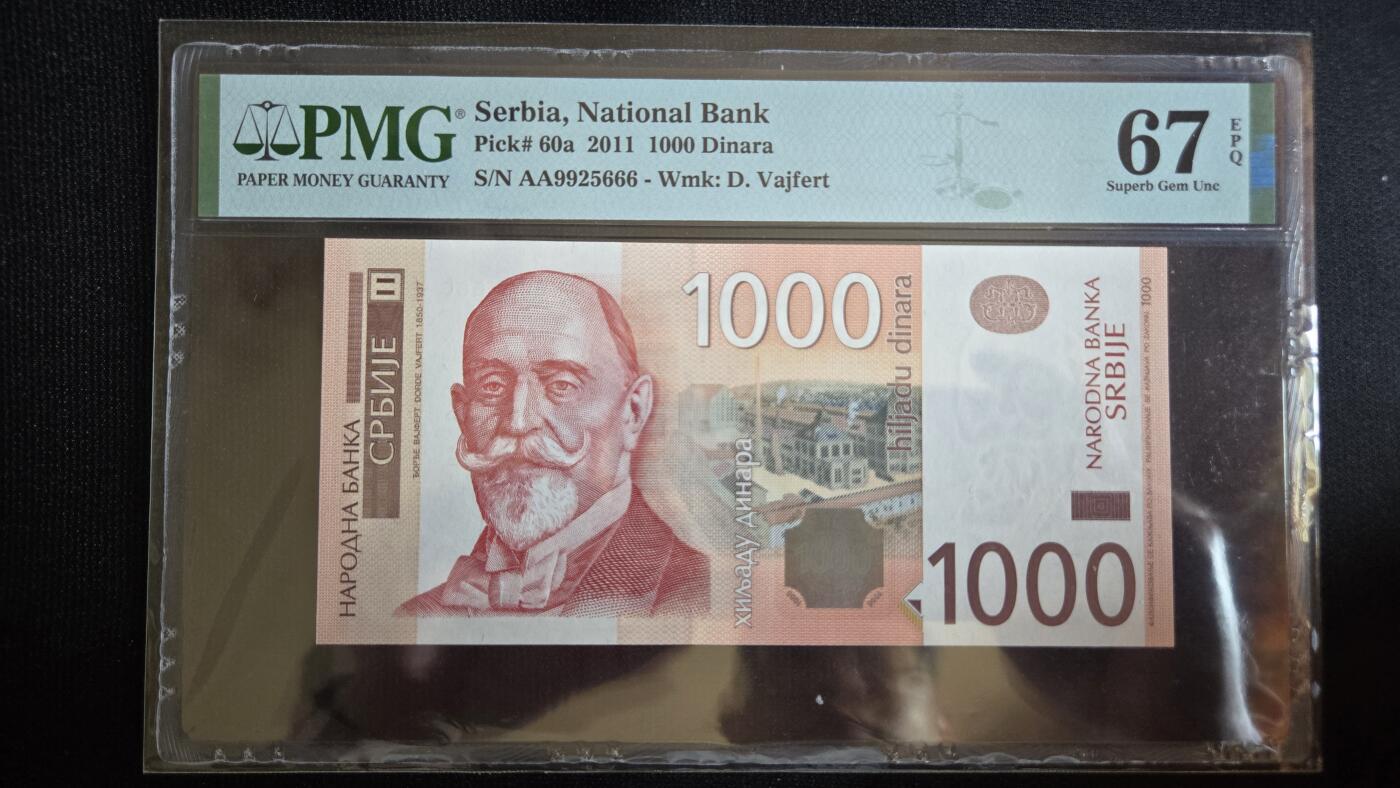 PMG®
PAPER MONEY GUARANTY
Serbia, National Bank
Pick# 60a 2011 1000 Dinara
S/N AA9925666 - Wmk: D. Vajfert
67
EPQ
Superb Gem Unc
НАРОДНА БАНКА
СРБИЈЕ
ЂОРЂЕ ВАЈФЕРТ ĐORĐE VAJFERT 1850-1937
1000
hiljadu dinara
хиљаду динара
NARODNA BANKA
SRBIJE
1000
1000